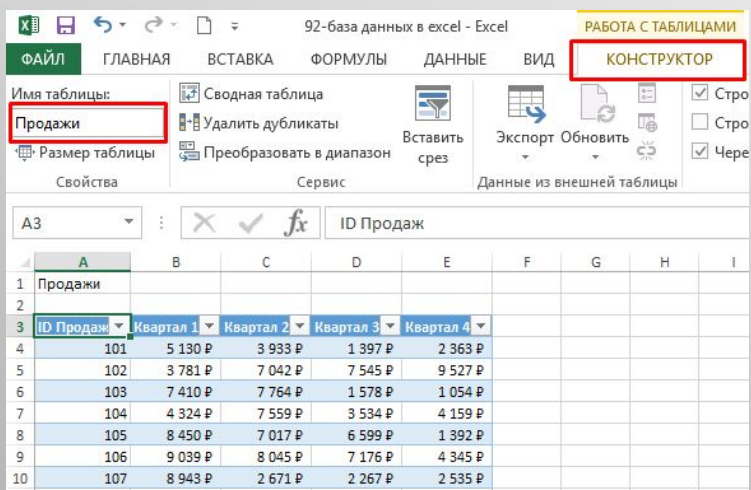 92-база данных в excel - Excel
РАБОТА С ТАБЛИЦАМИ
ФАЙЛ ГЛАВНАЯ ВСТАВКА ФОРМУЛЫ ДАННЫЕ ВИД КОНСТРУКТОР
Имя таблицы:
Продажи
Размер таблицы
Свойства
Сводная таблица
Удалить дубликаты
Преобразовать в диапазон
Сервис
Вставить
срез
Экспорт Обновить
Данные из внешней таблицы
Стро
Стро
Чере
A3 fx ID Продаж
A B C D E F G H I
1 Продажи
2
3 ID Продаж Квартал 1 Квартал 2 Квартал 3 Квартал 4
4 101 5 130 ₽ 3 933 ₽ 1 397 ₽ 2 363 ₽
5 102 3 781 ₽ 7 042 ₽ 7 545 ₽ 9 527 ₽
6 103 7 410 ₽ 7 764 ₽ 1 578 ₽ 1 054 ₽
7 104 4 324 ₽ 7 559 ₽ 3 534 ₽ 4 159 ₽
8 105 8 450 ₽ 7 017 ₽ 6 599 ₽ 1 392 ₽
9 106 9 039 ₽ 8 045 ₽ 7 176 ₽ 4 345 ₽
10 107 8 943 ₽ 2 671 ₽ 2 267 ₽ 2 535 ₽